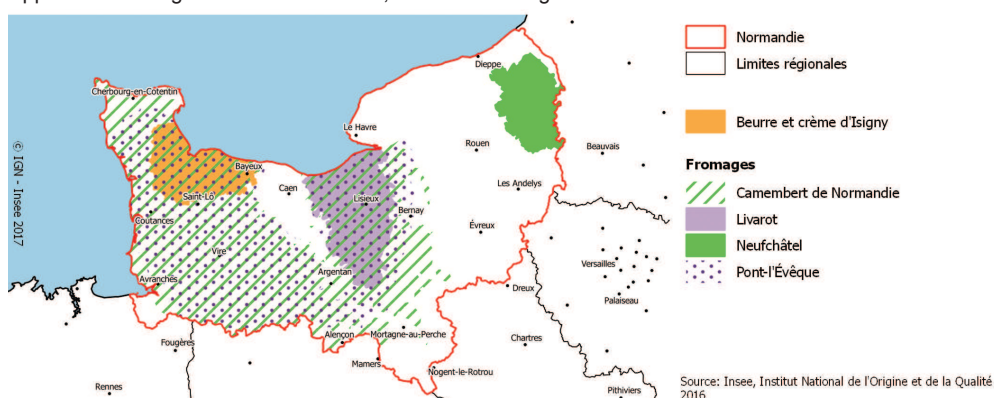 Dieppe
Cherbourg-en-Cotentin
Le Havre
Rouen
Beauvais
Bayeux
Caen
Les Andelys
Saint-Lô
Lisieux
Bernay
Coutances
Évreux
Vire
Versailles
Argentan
Avranches
Dreux
Palaiseau
Alençon
Mortagne-au-Perche
Fougères
Chartres
Mamers
Nogent-le-Rotrou
Rennes
Pithiviers
© IGN - Insee 2017
Normandie
Limites régionales
Beurre et crème d'Isigny
Fromages
Camembert de Normandie
Livarot
Neufchâtel
Pont-l'Évêque
Source: Insee, Institut National de l'Origine et de la Qualité
2016